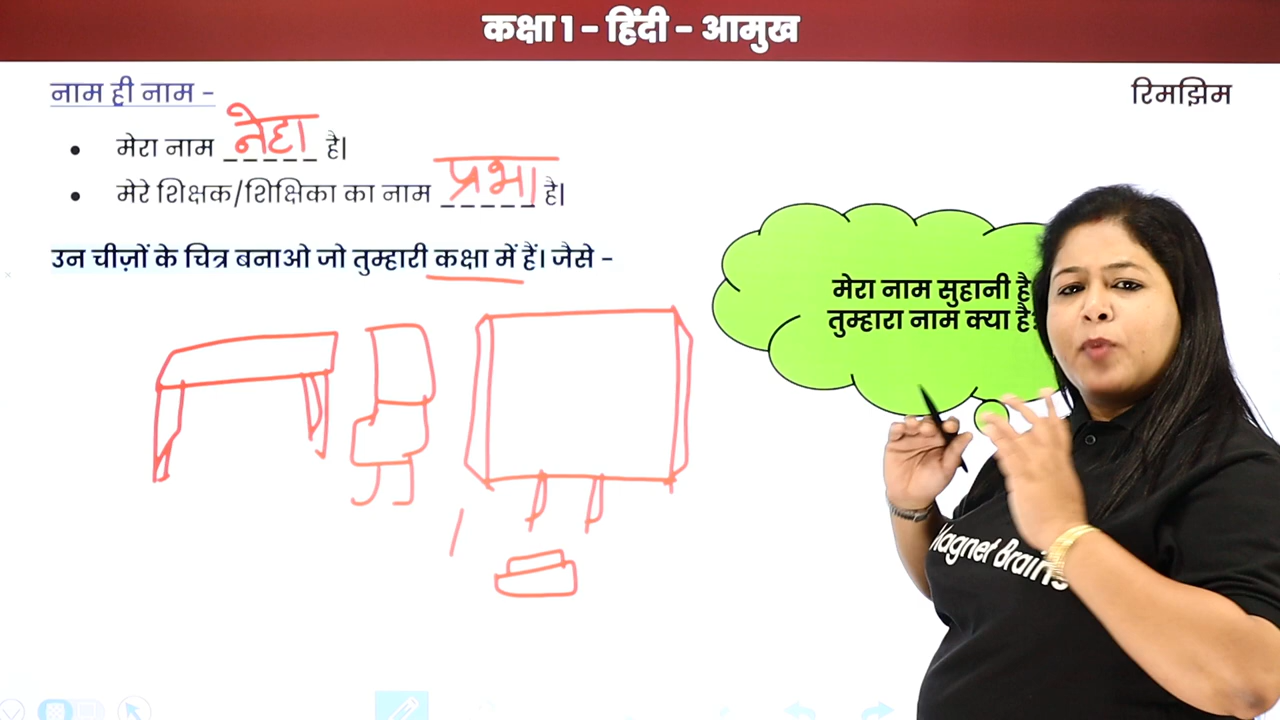 कक्षा 1 - हिंदी - आमुख
नाम ही नाम -
रिमझिम
• मेरा नाम नेहा है।
• मेरे शिक्षक/शिक्षिका का नाम प्रभा है।
उन चीज़ों के चित्र बनाओ जो तुम्हारी कक्षा में हैं। जैसे -
मेरा नाम सुहानी है
तुम्हारा नाम क्या है?
Magnet Brains